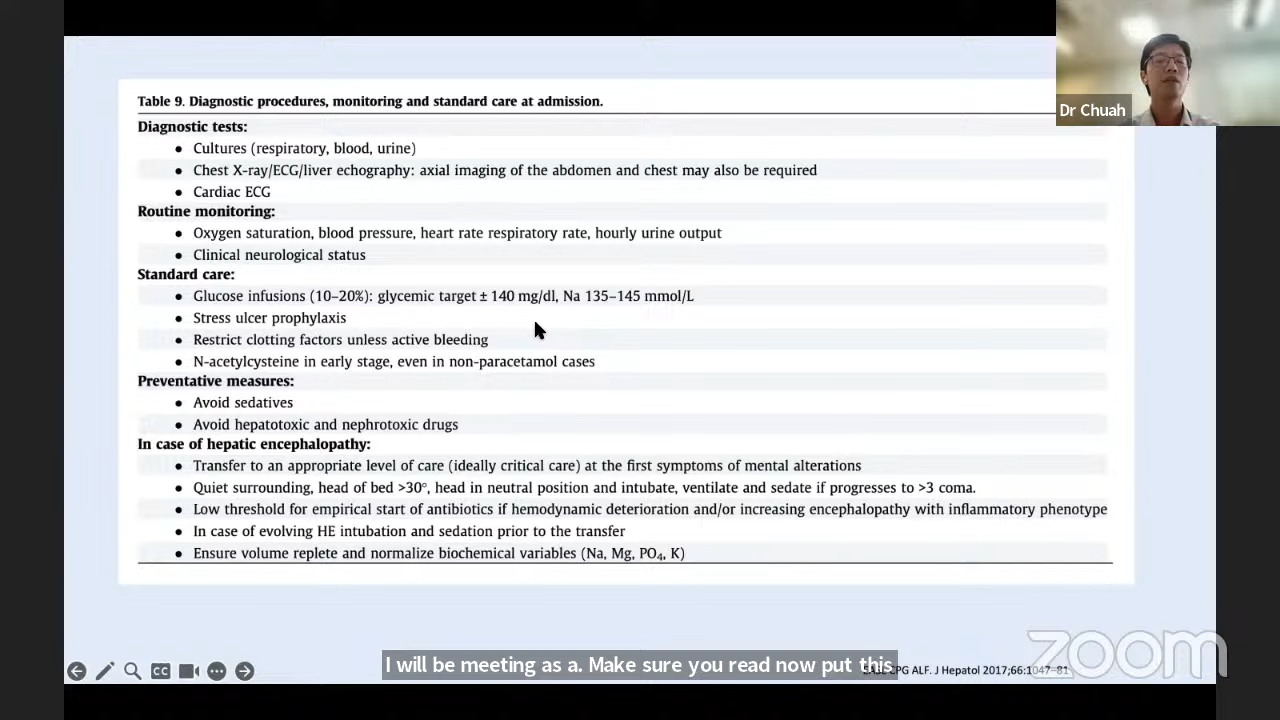 Dr Chuah
Table 9. Diagnostic procedures, monitoring and standard care at admission.
Diagnostic tests:
• Cultures (respiratory, blood, urine)
• Chest X-ray/ECG/liver echography: axial imaging of the abdomen and chest may also be required
• Cardiac ECG
Routine monitoring:
• Oxygen saturation, blood pressure, heart rate respiratory rate, hourly urine output
• Clinical neurological status
Standard care:
• Glucose infusions (10–20%): glycemic target ± 140 mg/dl, Na 135–145 mmol/L
• Stress ulcer prophylaxis
• Restrict clotting factors unless active bleeding
• N-acetylcysteine in early stage, even in non-paracetamol cases
Preventative measures:
• Avoid sedatives
• Avoid hepatotoxic and nephrotoxic drugs
In case of hepatic encephalopathy:
• Transfer to an appropriate level of care (ideally critical care) at the first symptoms of mental alterations
• Quiet surrounding, head of bed >30°, head in neutral position and intubate, ventilate and sedate if progresses to >3 coma.
• Low threshold for empirical start of antibiotics if hemodynamic deterioration and/or increasing encephalopathy with inflammatory phenotype
• In case of evolving HE intubation and sedation prior to the transfer
• Ensure volume replete and normalize biochemical variables (Na, Mg, PO₄, K)
zoom
CC
I will be meeting as a. Make sure you read now put this
CPG ALF. J Hepatol 2017;66:1047–81